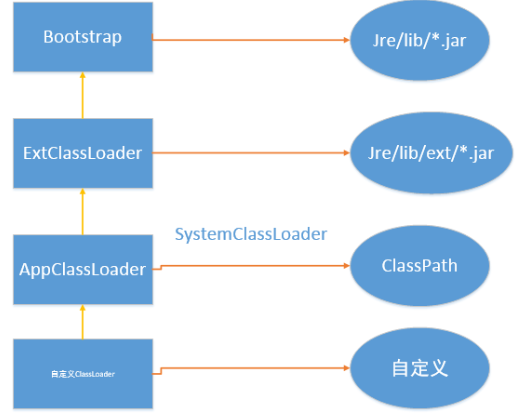 Bootstrap
Jre/lib/*.jar
ExtClassLoader
Jre/lib/ext/*.jar
SystemClassLoader
AppClassLoader
ClassPath
自定义ClassLoader
自定义